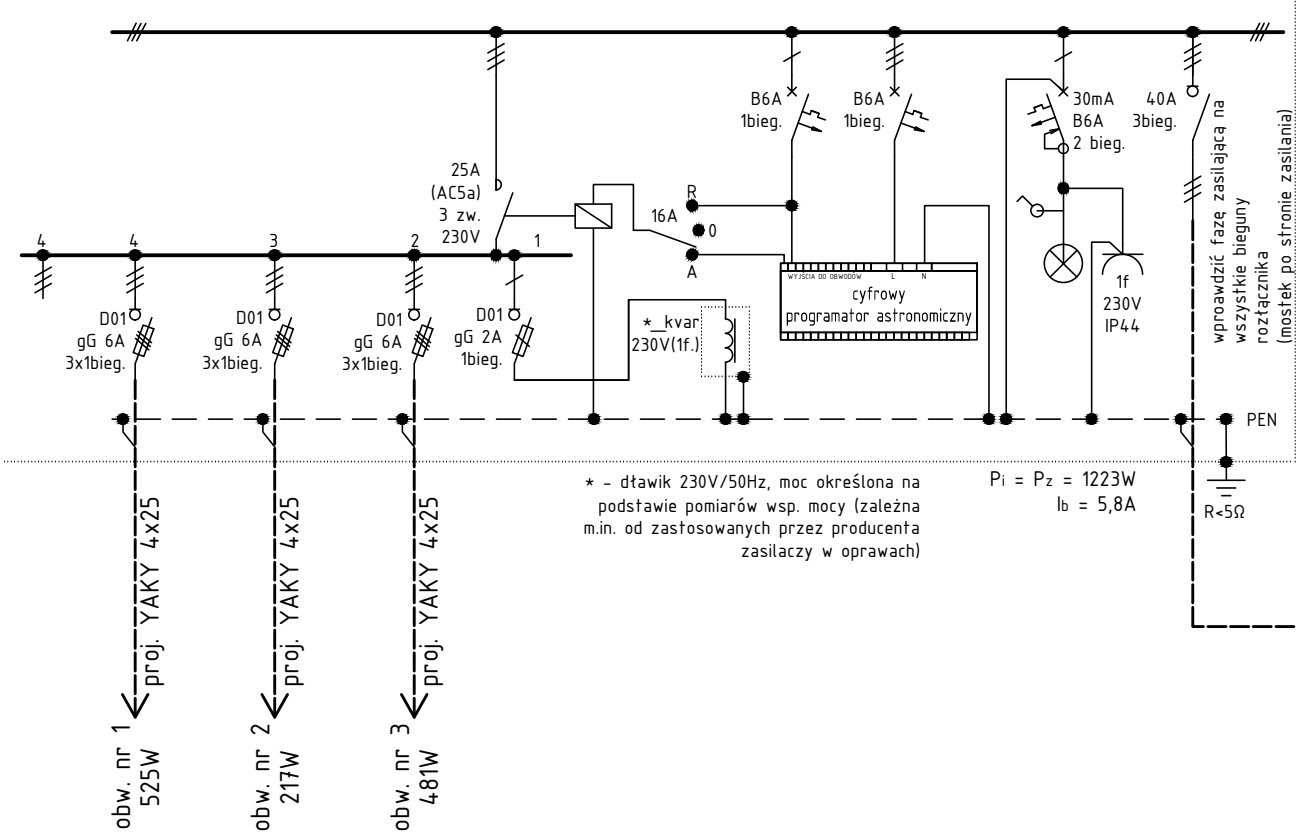 B6A
1bieg.
B6A
1bieg.
30mA
B6A
2 bieg.
40A
3bieg.
wproawdzić fazę zasilającą na
wszystkie bieguny
rozłącznika
(mostek po stronie zasilania)
25A
(AC5a)
3 zw.
230V
16A
R
0
A
4
4
3
2
1
WYJŚCIA DO OBWODÓW
L
N
cyfrowy
programator astronomiczny
1f
230V
IP44
D01
gG 6A
3x1bieg.
D01
gG 6A
3x1bieg.
D01
gG 6A
3x1bieg.
D01
gG 2A
1bieg.
*__kvar
230V(1f.)
PEN
* - dławik 230V/50Hz, moc określona na
podstawie pomiarów wsp. mocy (zależna
m.in. od zastosowanych przez producenta
zasilaczy w oprawach)
Pi = Pz = 1223W
Ib = 5,8A
R<5Ω
proj. YAKY 4x25
proj. YAKY 4x25
proj. YAKY 4x25
obw. nr 1
525W
obw. nr 2
217W
obw. nr 3
481W